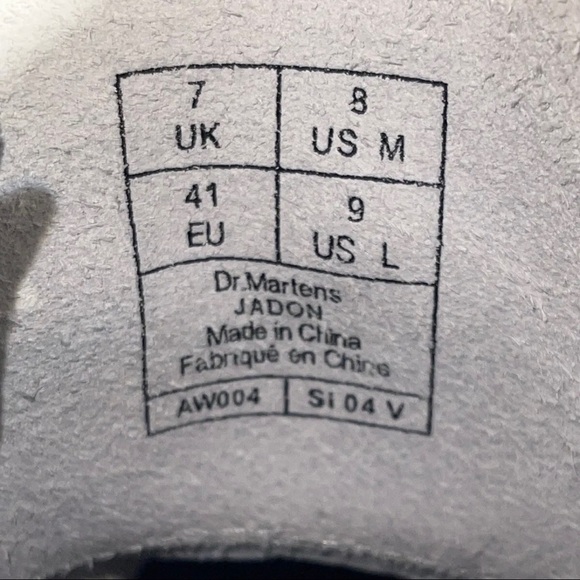 7
UK
8
US M
41
EU
9
US L
Dr.Martens
JADON
Made in China
Fabriqué en Chine
AW004
Si 04 V